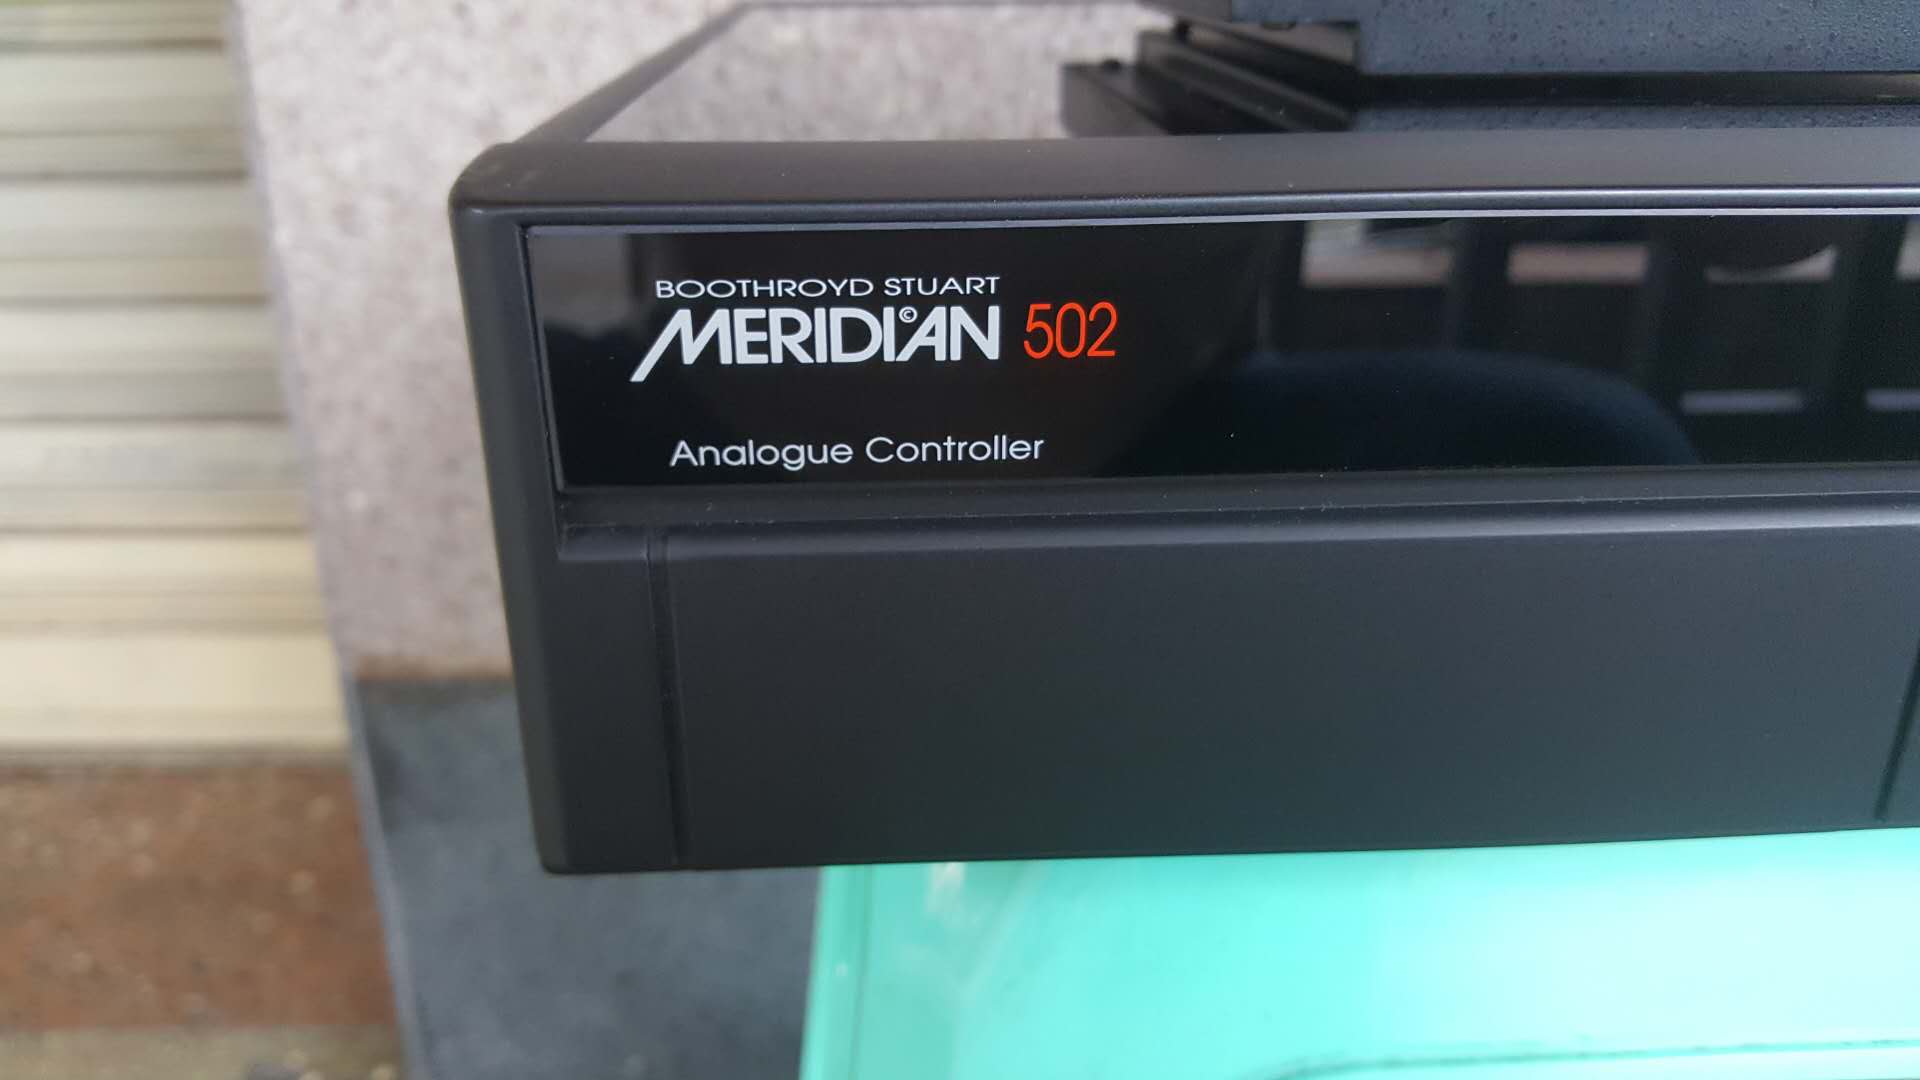 BOOTHROYD STUART
MERIDIAN© 502
Analogue Controller